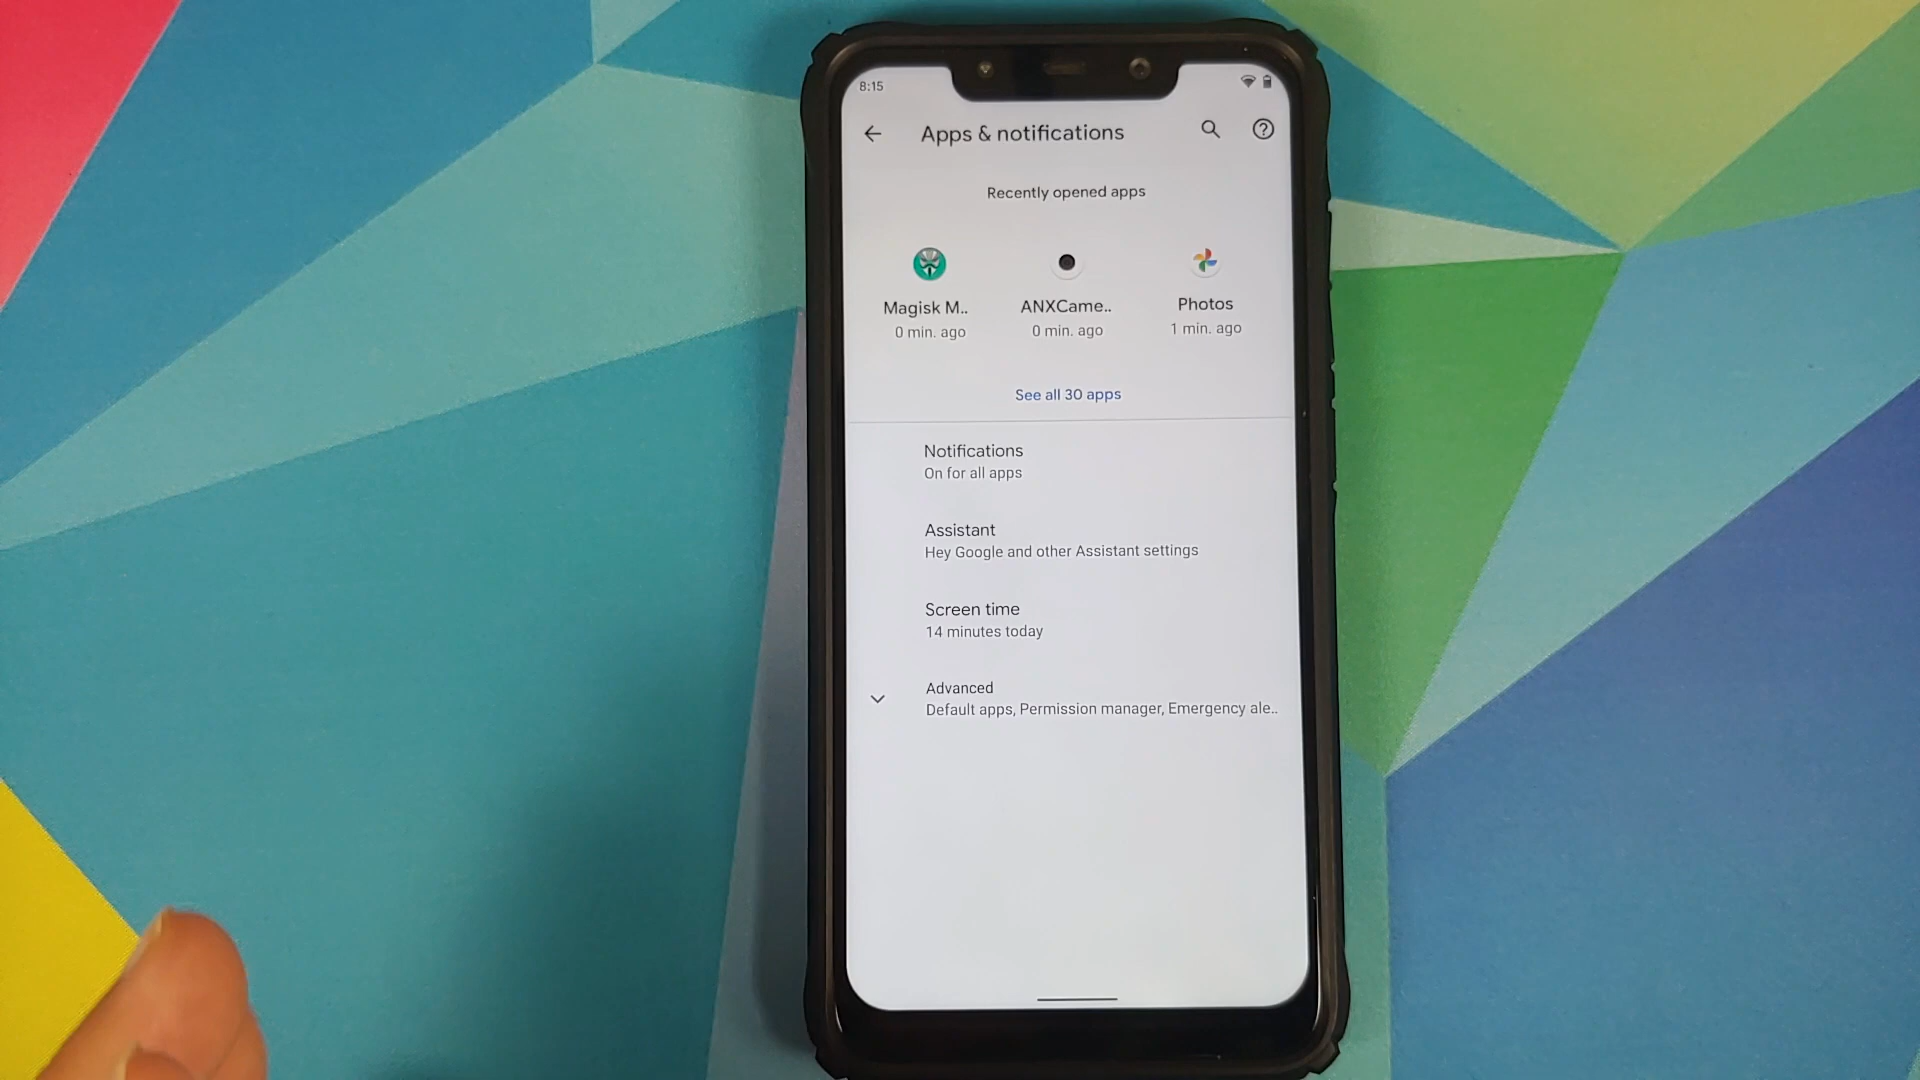 8:15
Apps & notifications
Recently opened apps
Magisk M..
ANXCame..
Photos
0 min. ago
0 min. ago
1 min. ago
See all 30 apps
Notifications
On for all apps
Assistant
Hey Google and other Assistant settings
Screen time
14 minutes today
Advanced
Default apps, Permission manager, Emergency ale..